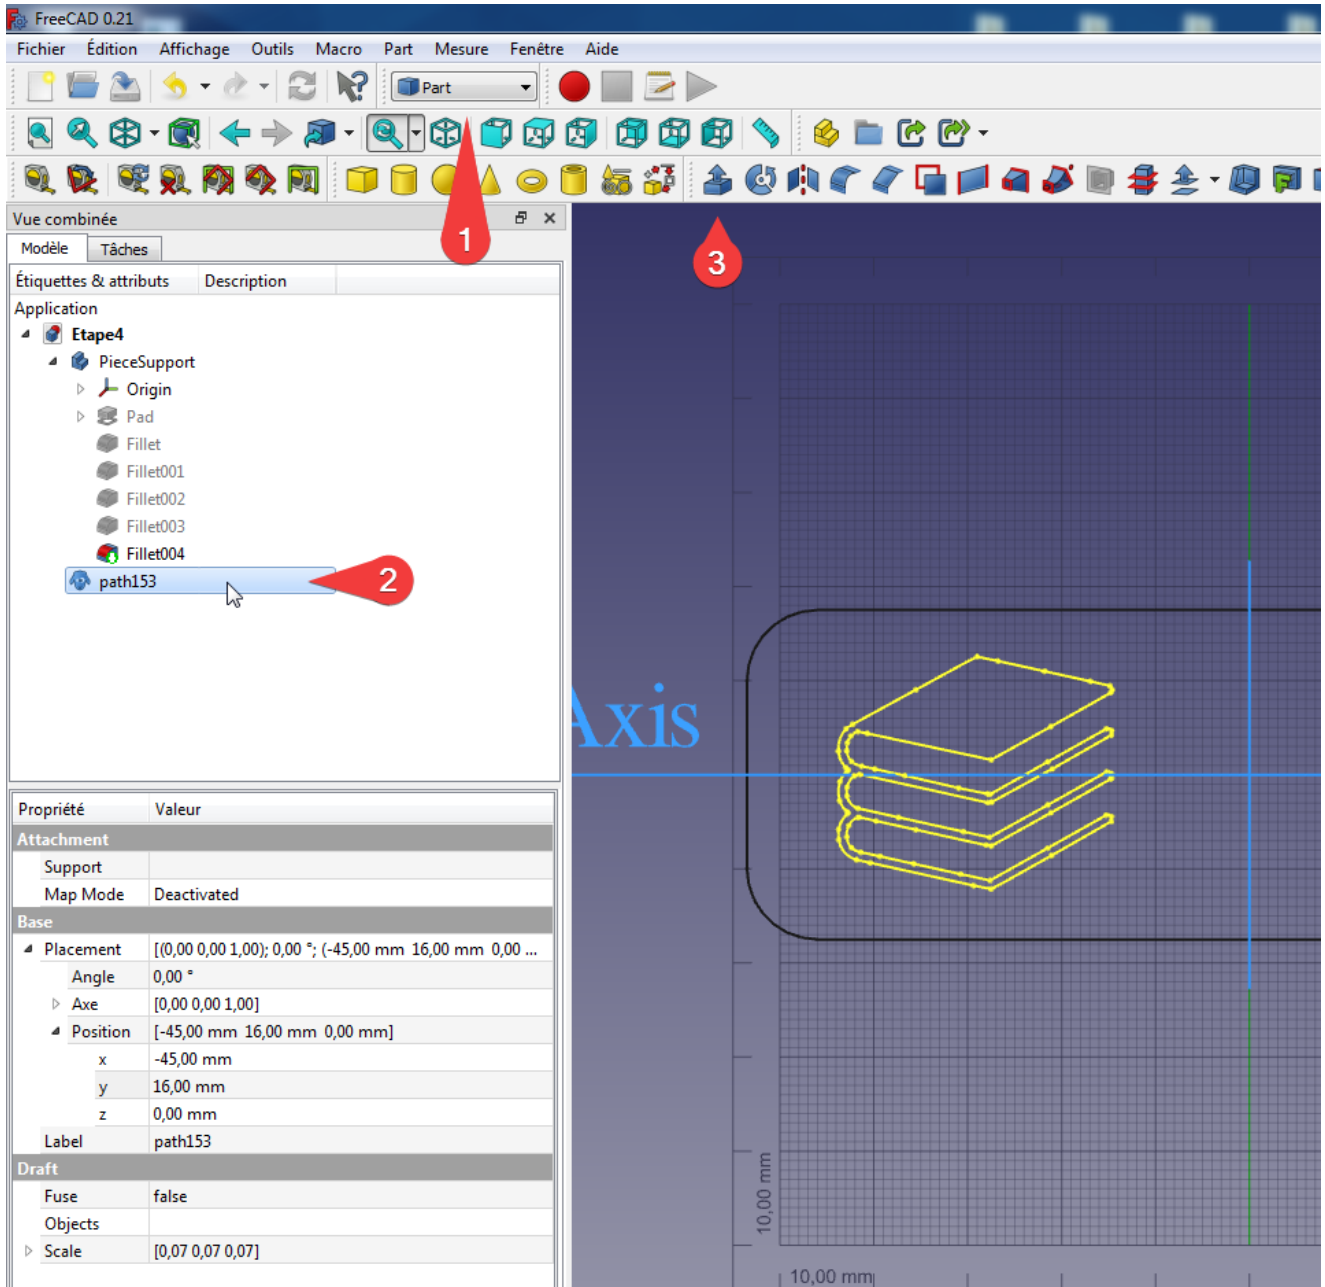 FreeCAD 0.21
Fichier Édition Affichage Outils Macro Part Mesure Fenêtre Aide
Part
Vue combinée
1
Modèle Tâches
3
Étiquettes & attributs Description
Application
Etape4
PieceSupport
Origin
Pad
Fillet
Fillet001
Fillet002
Fillet003
Fillet004
path153
2
Axis
Propriété Valeur
Attachment
Support
Map Mode Deactivated
Base
Placement [(0,00 0,00 1,00); 0,00 °; (-45,00 mm 16,00 mm 0,00 ...
Angle 0,00 °
Axe [0,00 0,00 1,00]
Position [-45,00 mm 16,00 mm 0,00 mm]
x -45,00 mm
y 16,00 mm
z 0,00 mm
Label path153
Draft
Fuse false
Objects
Scale [0,07 0,07 0,07]
10,00 mm
10,00 mm